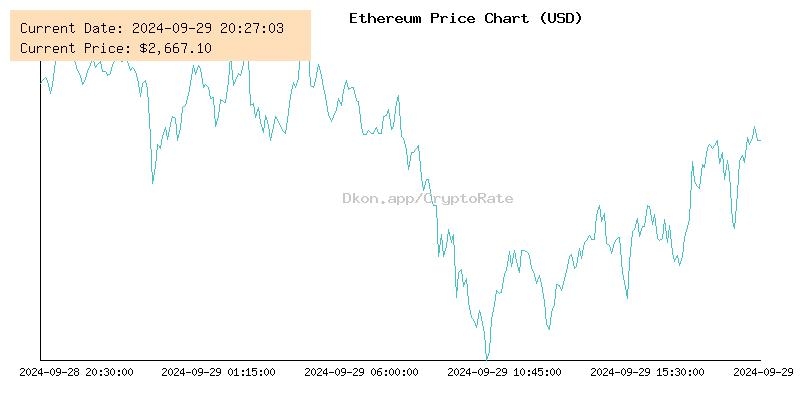 Ethereum Price Chart (USD)
Current Date: 2024-09-29 20:27:03
Current Price: $2,667.10
Dkon.app/CryptoRate
2024-09-28 20:30:00 2024-09-29 01:15:00 2024-09-29 06:00:00 2024-09-29 10:45:00 2024-09-29 15:30:00 2024-09-29